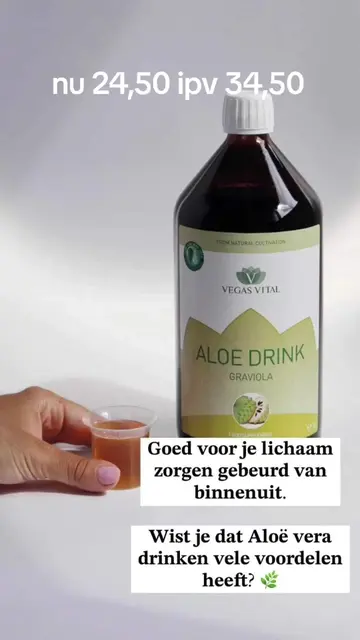 nu 24,50 ipv 34,50
VEGAS VITAL
ALOE DRINK
GRAVIOLA
Goed voor je lichaam
zorgen gebeurd van
binnenuit.
Wist je dat Aloë vera
drinken vele voordelen
heeft? 🌿